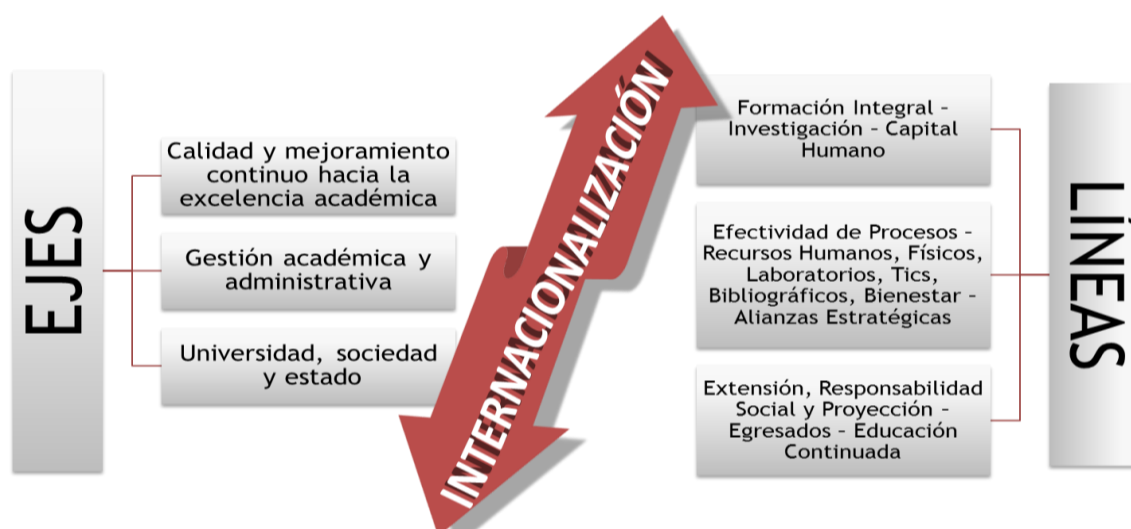 EJES
Calidad y mejoramiento
continuo hacia la
excelencia académica
Gestión académica y
administrativa
Universidad, sociedad
y estado
INTERNACIONALIZACIÓN
Formación Integral –
Investigación – Capital
Humano
Efectividad de Procesos –
Recursos Humanos, Físicos,
Laboratorios, Tics,
Bibliográficos, Bienestar –
Alianzas Estratégicas
Extensión, Responsabilidad
Social y Proyección –
Egresados – Educación
Continuada
LÍNEAS